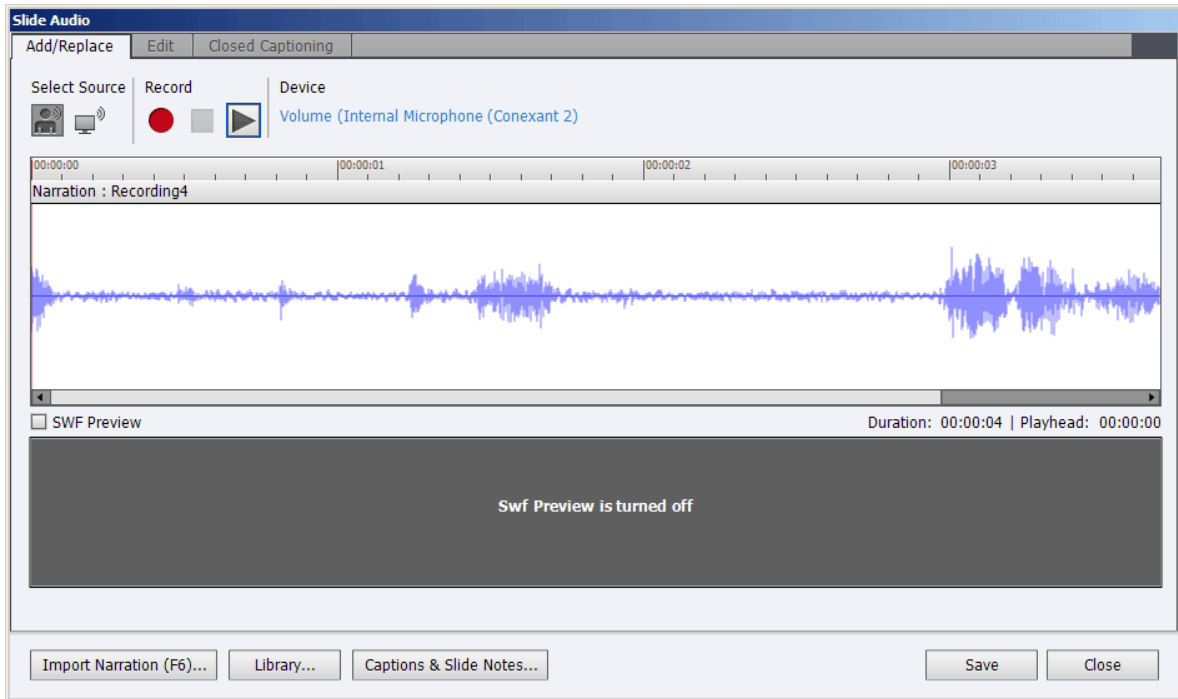 Slide Audio
Add/Replace Edit Closed Captioning
Select Source Record Device
Volume (Internal Microphone (Conexant 2)
00:00:00 00:00:01 00:00:02 00:00:03
Narration : Recording4
SWF Preview Duration: 00:00:04 | Playhead: 00:00:00
Swf Preview is turned off
Import Narration (F6)... Library... Captions & Slide Notes... Save Close